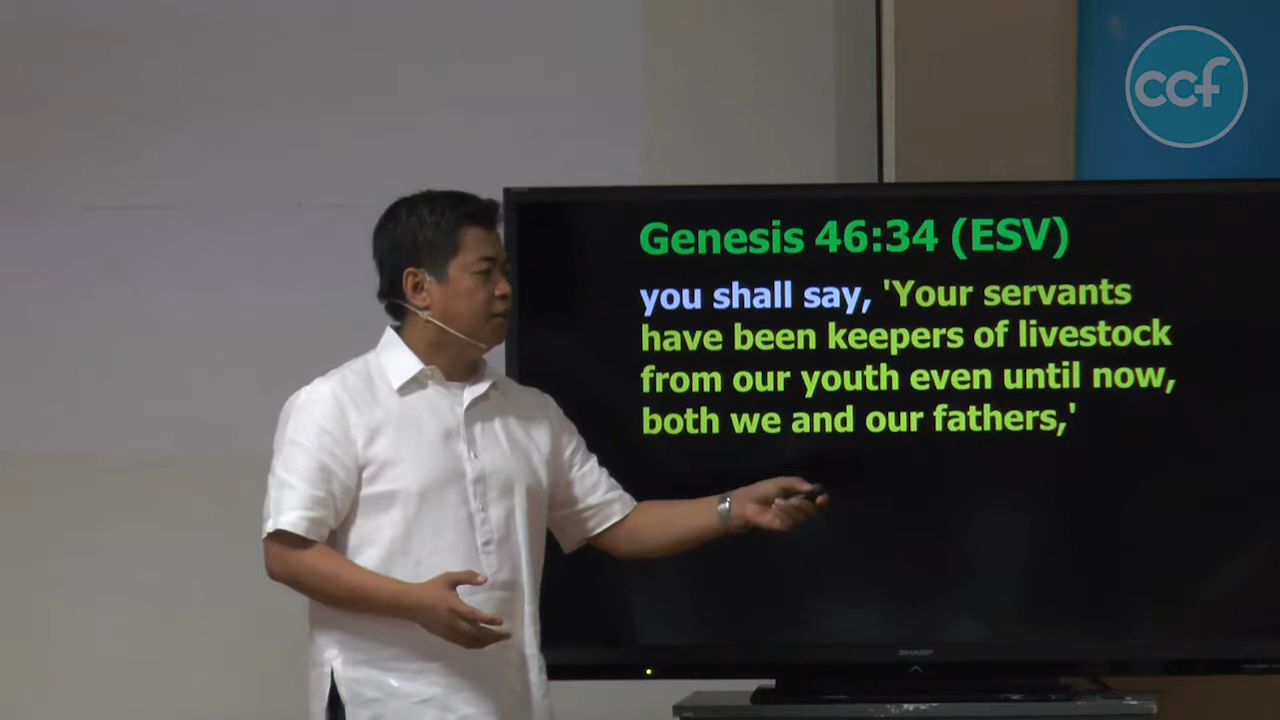 ccf
Genesis 46:34 (ESV)
you shall say, 'Your servants
have been keepers of livestock
from our youth even until now,
both we and our fathers,'
SHARP